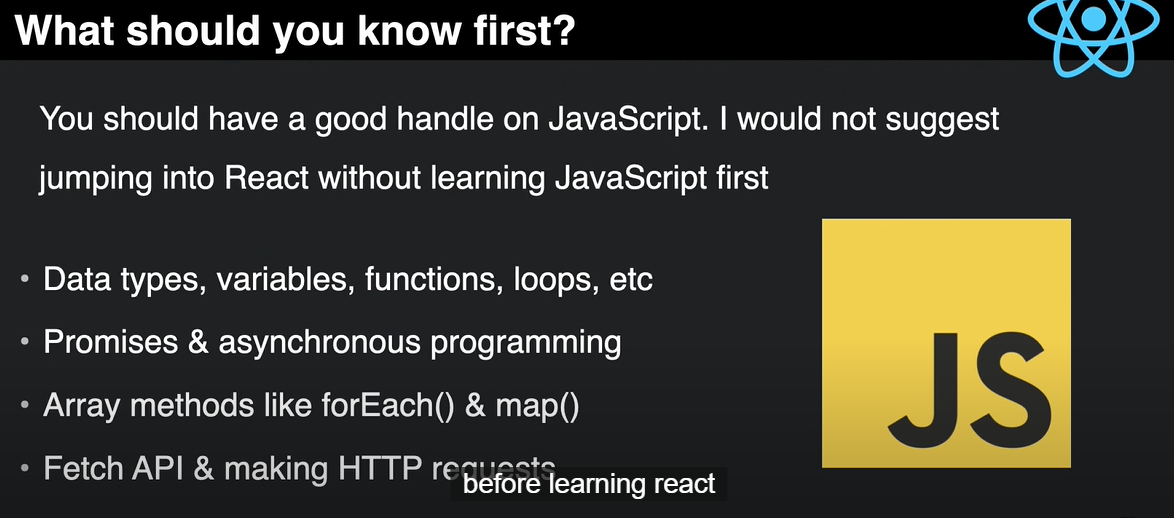 What should you know first?
You should have a good handle on JavaScript. I would not suggest
jumping into React without learning JavaScript first
• Data types, variables, functions, loops, etc
• Promises & asynchronous programming
• Array methods like forEach() & map()
• Fetch API & making HTTP requests
JS
before learning react